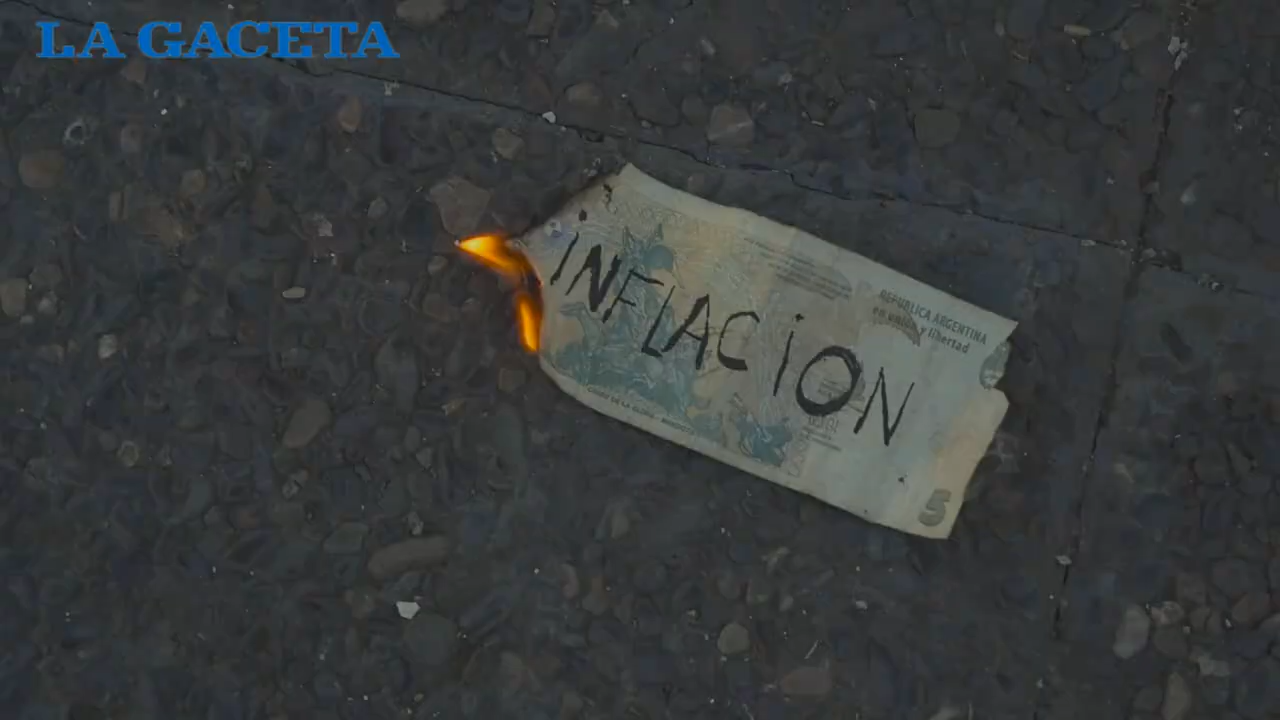 LA GACETA
iNFLACiON
REPUBLICA ARGENTINA
en unión y libertad
5